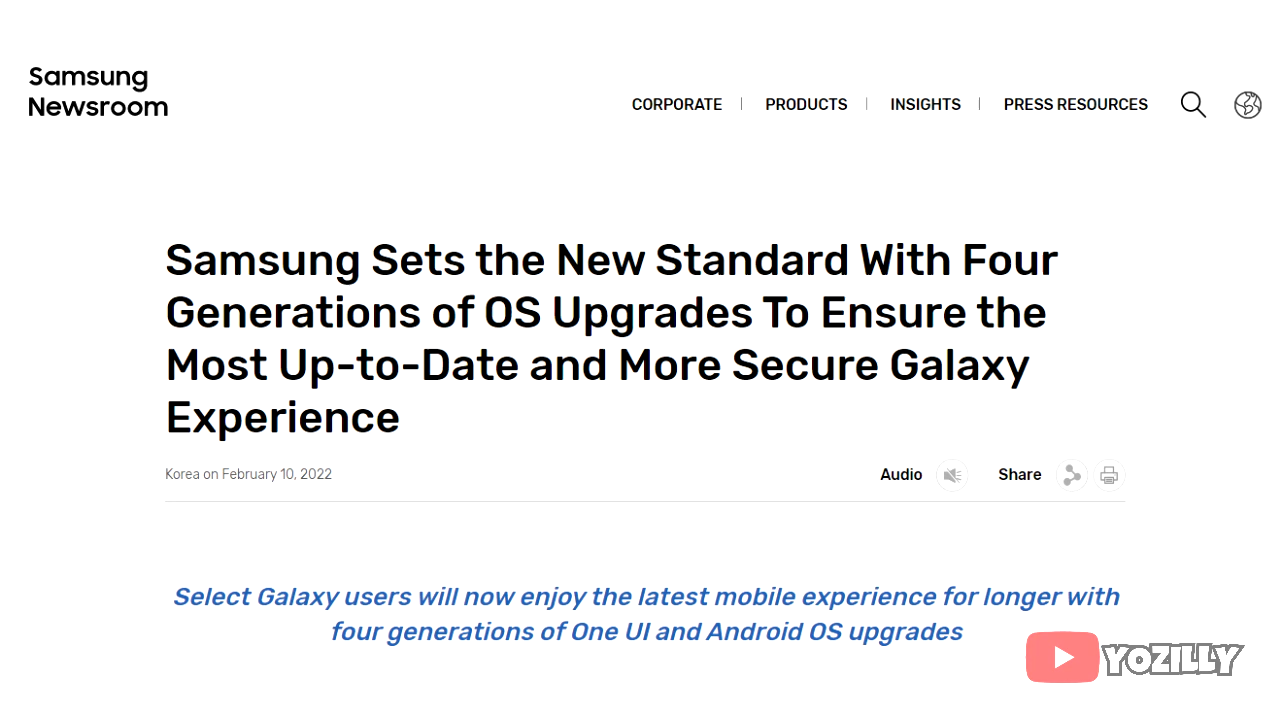 Samsung
Newsroom
CORPORATE | PRODUCTS | INSIGHTS | PRESS RESOURCES
Samsung Sets the New Standard With Four
Generations of OS Upgrades To Ensure the
Most Up-to-Date and More Secure Galaxy
Experience
Korea on February 10, 2022
Audio Share
Select Galaxy users will now enjoy the latest mobile experience for longer with
four generations of One UI and Android OS upgrades
YOZILLY